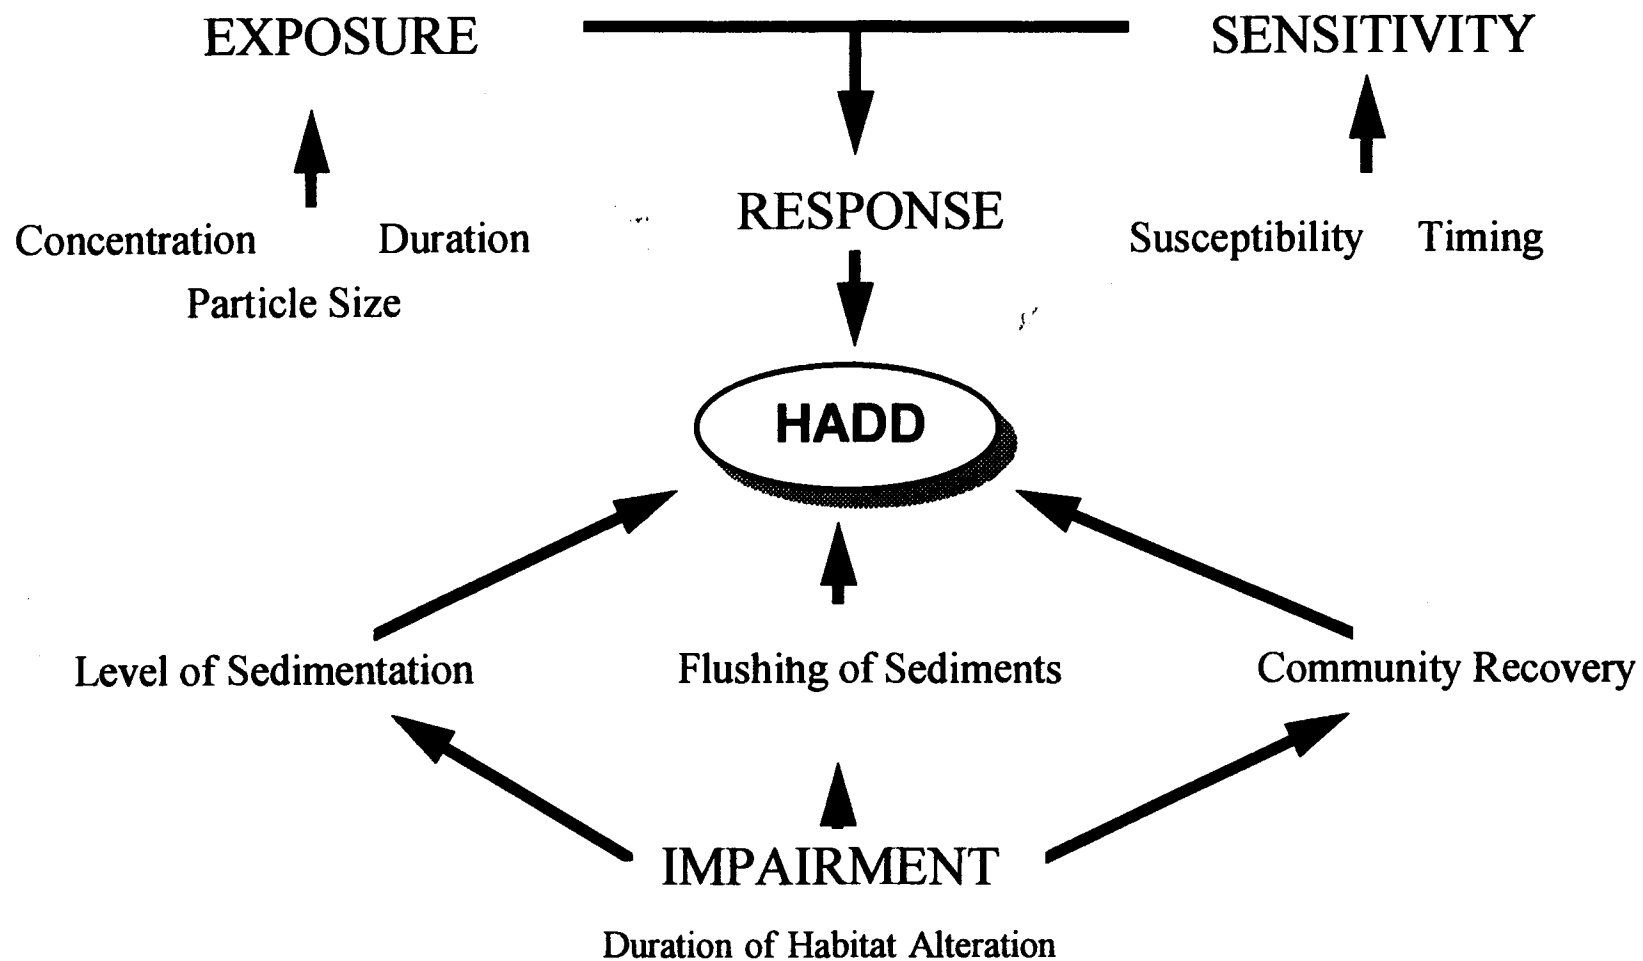 EXPOSURE
SENSITIVITY
RESPONSE
Concentration
Duration
Particle Size
Susceptibility
Timing
HADD
Level of Sedimentation
Flushing of Sediments
Community Recovery
IMPAIRMENT
Duration of Habitat Alteration